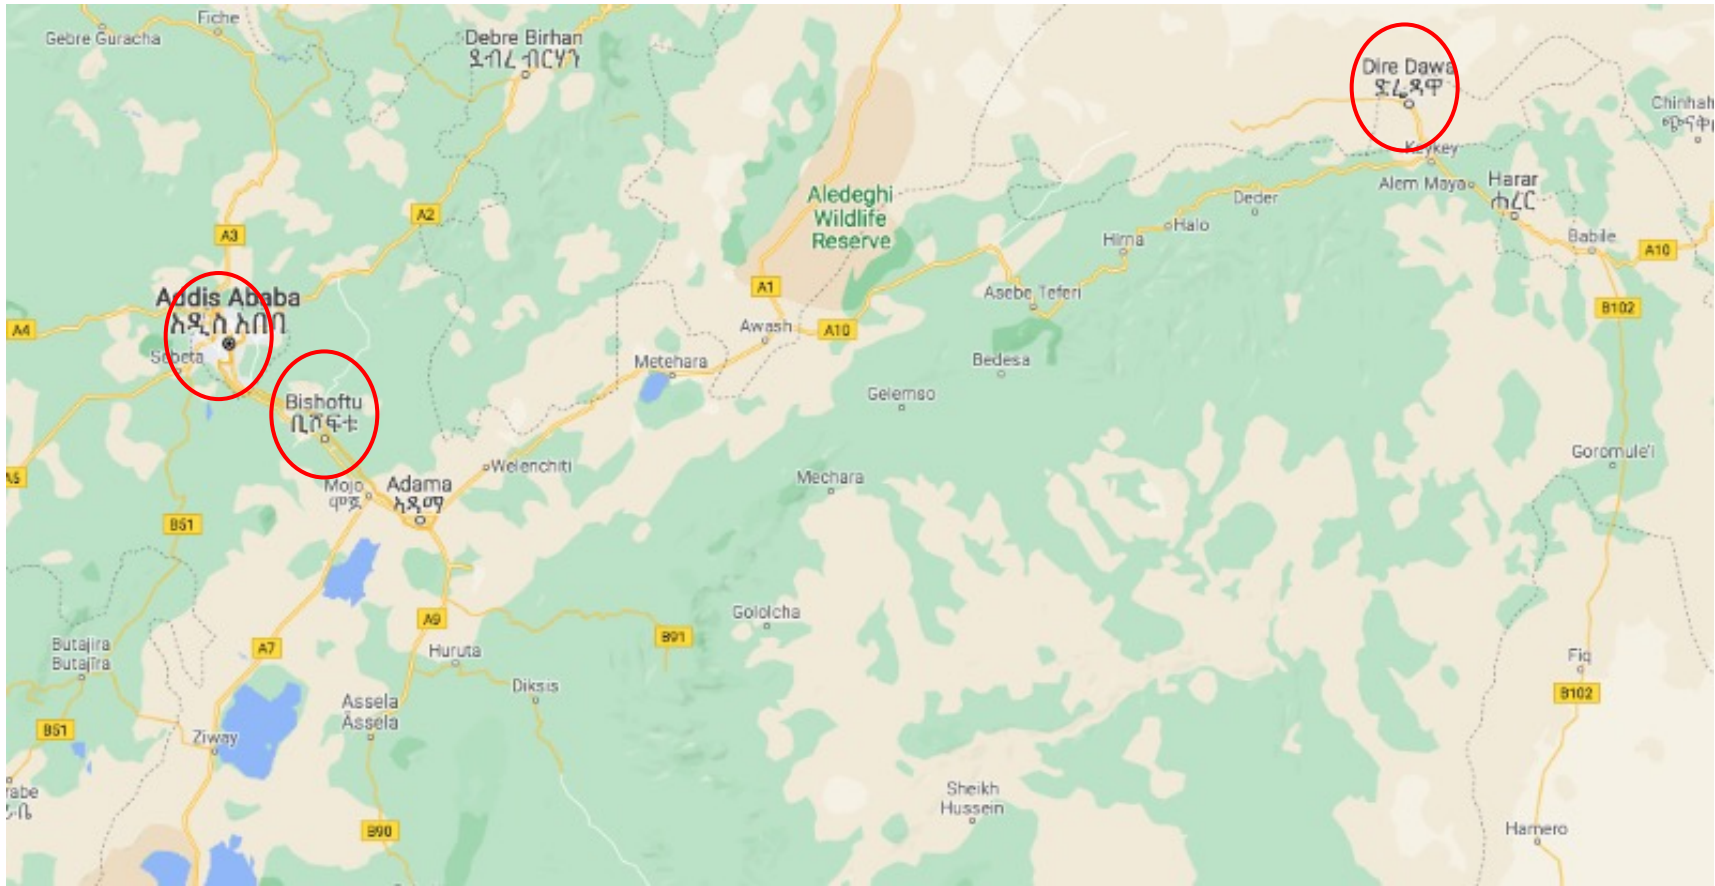 Fiche
Gebre Guracha
Debre Birhan
ደብረ ብርሃን
Dire Dawa
ድሬዳዋ
Keykey
Alem Maya
Harar
ሐረር
Babile
A10
B102
Deder
Halo
Hirna
Asebe Teferi
Aledeghi
Wildlife
Reserve
A1
A10
Awash
Metehara
Bedesa
Gelemso
A2
A3
Addis Ababa
አዲስ አበባ
A4
Sebeta
Bishoftu
ቢሾፍቱ
Welenchiti
Mojo
ሞጆ
Adama
አዳማ
A5
B51
Mechara
Goromule'i
Gololcha
A9
B91
A7
Huruta
Butajira
Butajīra
Diksis
Assela
Āssela
B51
Ziway
Fiq
B102
Sheikh
Hussein
B90
Hamero